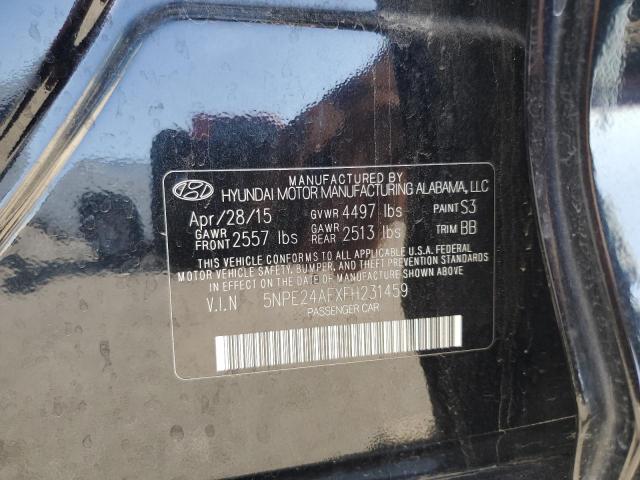 MANUFACTURED BY
HYUNDAI MOTOR MANUFACTURING ALABAMA, LLC
Apr/28/15 GVWR 4497 lbs PAINT S3
GAWR FRONT 2557 lbs GAWR REAR 2513 lbs TRIM BB
THIS VEHICLE CONFORMS TO ALL APPLICABLE U.S.A. FEDERAL
MOTOR VEHICLE SAFETY, BUMPER, AND THEFT PREVENTION STANDARDS
IN EFFECT ON THE DATE OF MANUFACTURE SHOWN ABOVE.
V.I.N 5NPE24AFXFH231459
PASSENGER CAR